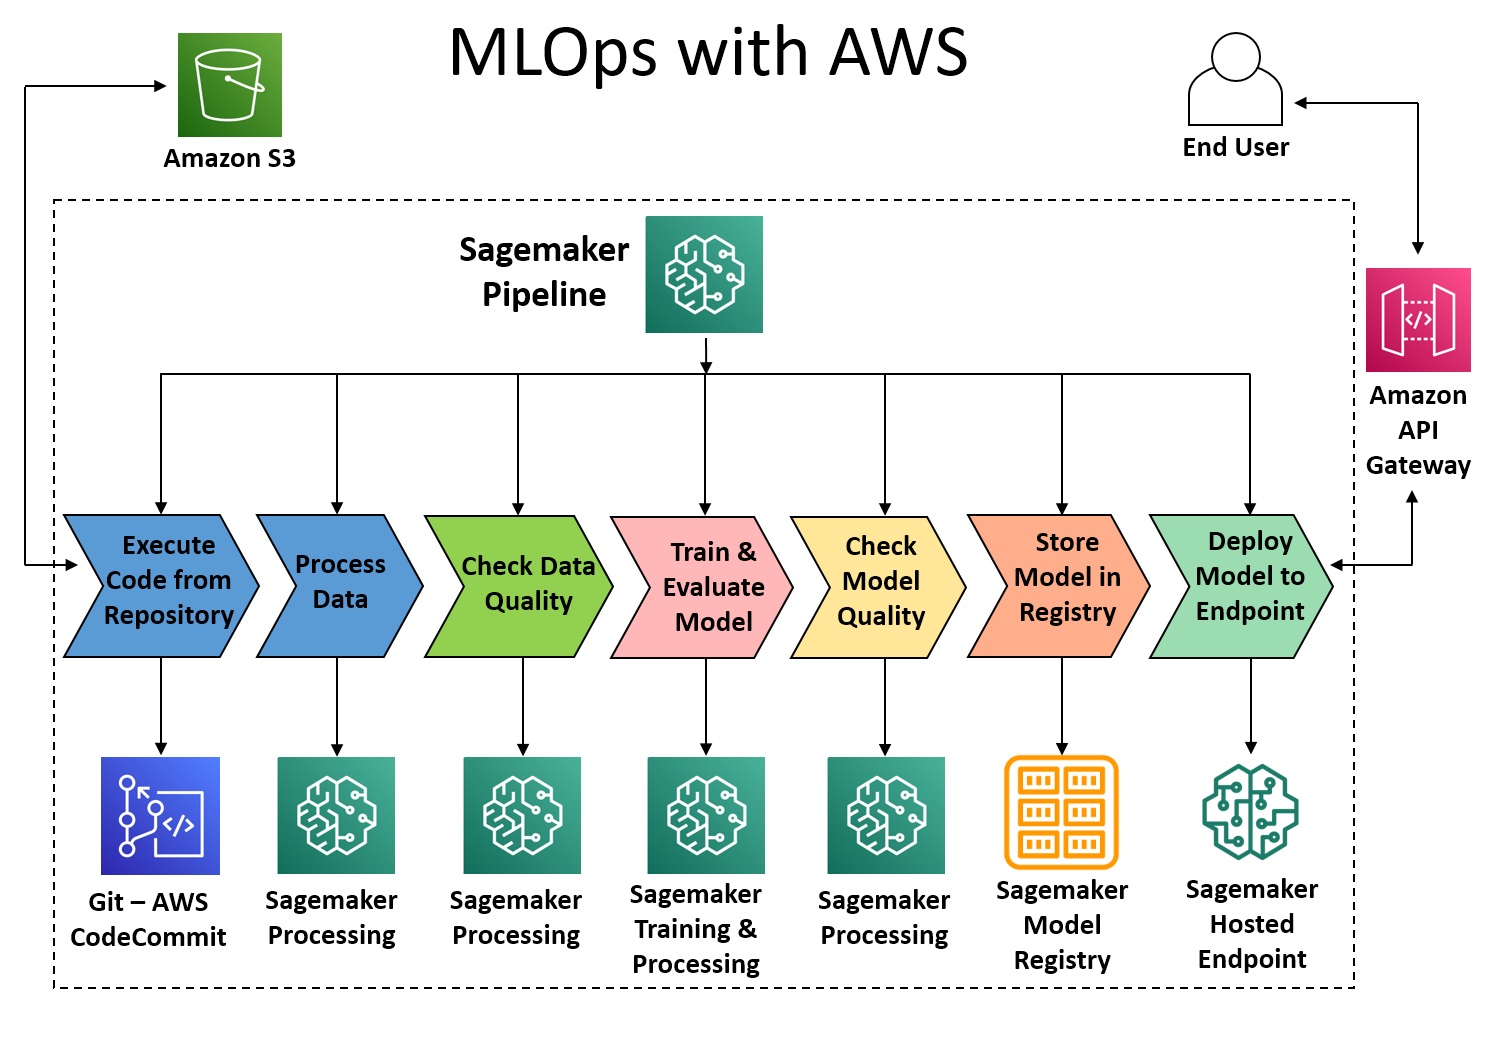 MLOps with AWS
Amazon S3
End User
Sagemaker
Pipeline
Amazon
API
Gateway
Execute
Code from
Repository
Process
Data
Check Data
Quality
Train &
Evaluate
Model
Check
Model
Quality
Store
Model in
Registry
Deploy
Model to
Endpoint
Git – AWS
CodeCommit
Sagemaker
Processing
Sagemaker
Processing
Sagemaker
Training &
Processing
Sagemaker
Processing
Sagemaker
Model
Registry
Sagemaker
Hosted
Endpoint